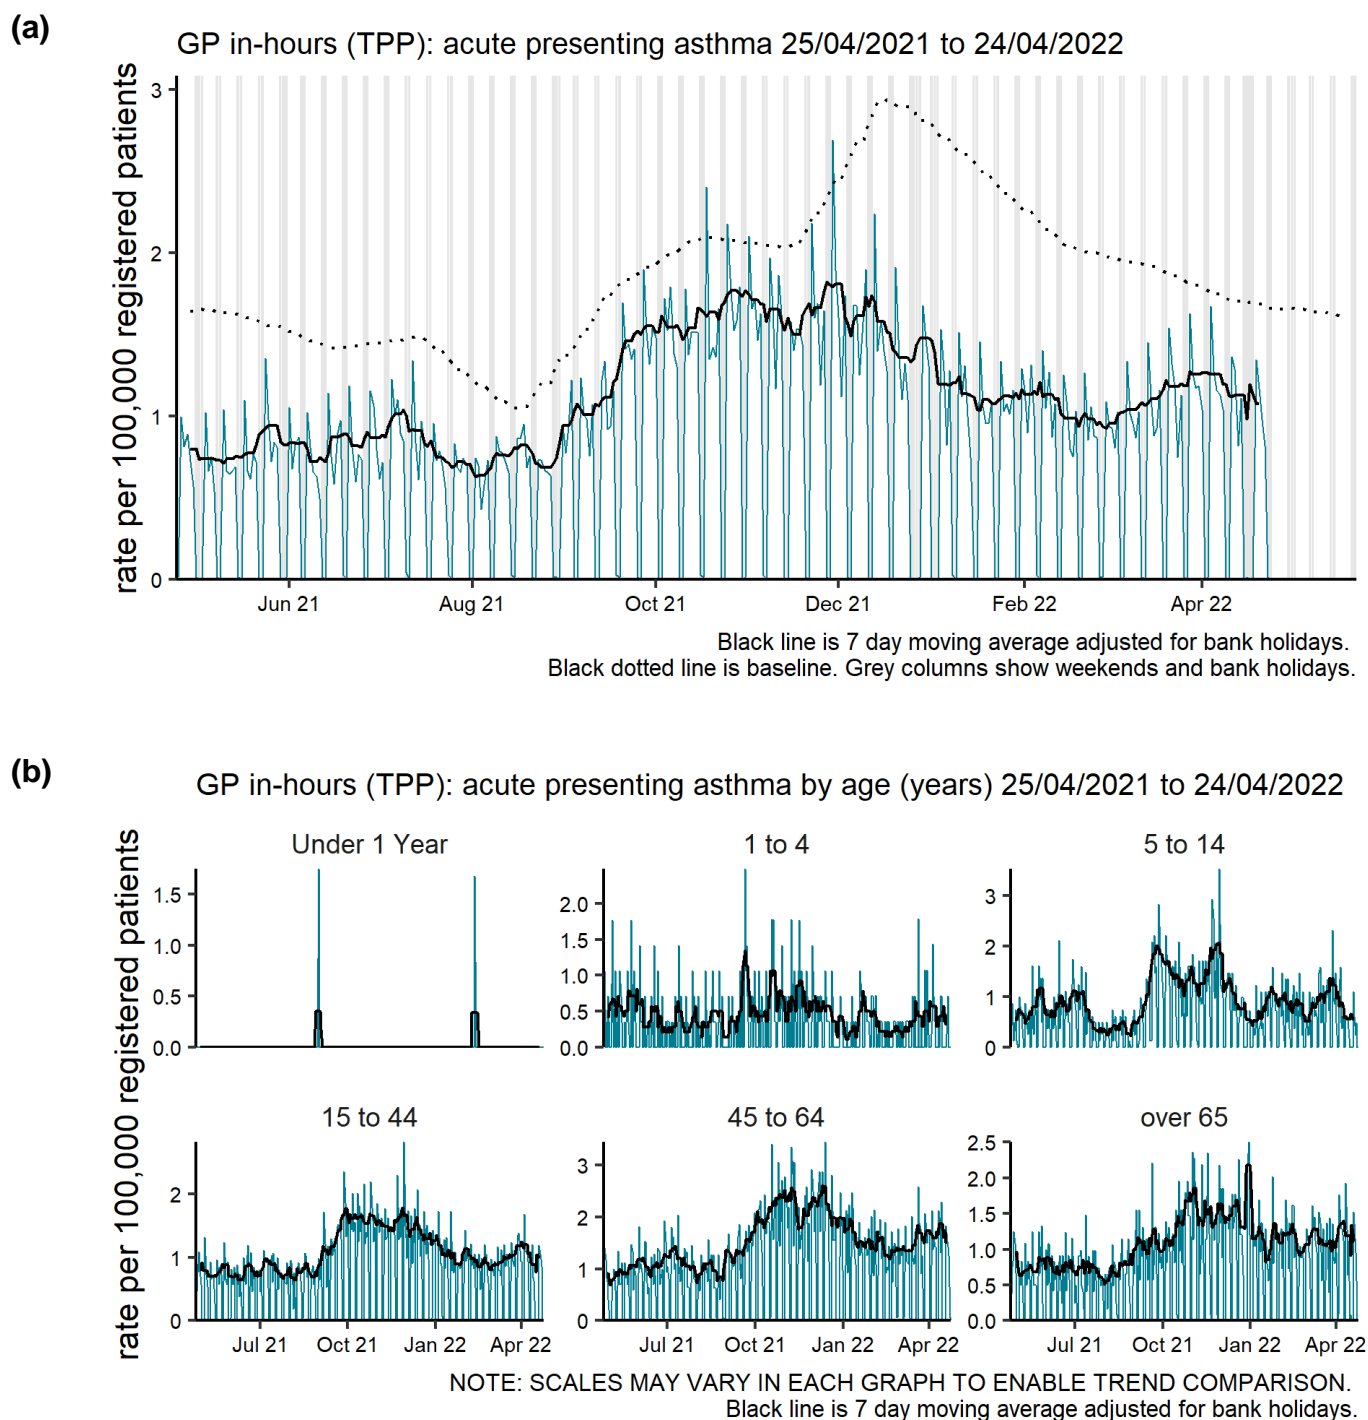 (a)
GP in-hours (TPP): acute presenting asthma 25/04/2021 to 24/04/2022
rate per 100,000 registered patients
3
2
1
0
Jun 21 Aug 21 Oct 21 Dec 21 Feb 22 Apr 22
Black line is 7 day moving average adjusted for bank holidays.
Black dotted line is baseline. Grey columns show weekends and bank holidays.
(b)
GP in-hours (TPP): acute presenting asthma by age (years) 25/04/2021 to 24/04/2022
rate per 100,000 registered patients
Under 1 Year
1.5
1.0
0.5
0.0
1 to 4
2.0
1.5
1.0
0.5
0.0
5 to 14
3
2
1
0
15 to 44
2
1
0
Jul 21 Oct 21 Jan 22 Apr 22
45 to 64
3
2
1
0
Jul 21 Oct 21 Jan 22 Apr 22
over 65
2.5
2.0
1.5
1.0
0.5
0.0
Jul 21 Oct 21 Jan 22 Apr 22
NOTE: SCALES MAY VARY IN EACH GRAPH TO ENABLE TREND COMPARISON.
Black line is 7 day moving average adjusted for bank holidays.